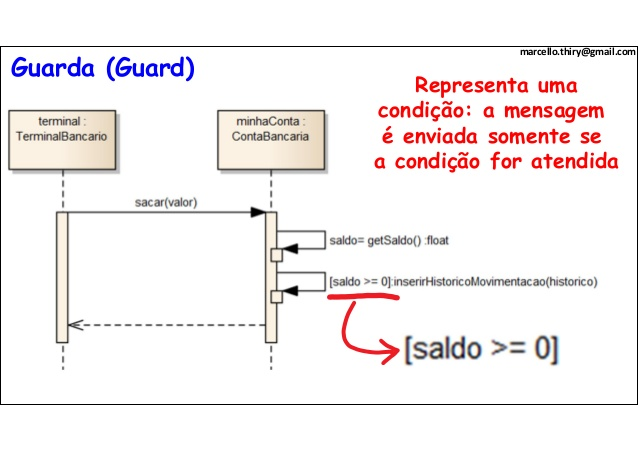 marcello.thiry@gmail.com
Guarda (Guard)
Representa uma
condição: a mensagem
é enviada somente se
a condição for atendida
terminal :
TerminalBancario
minhaConta :
ContaBancaria
sacar(valor)
saldo= getSaldo() :float
[saldo >= 0]:inserirHistoricoMovimentacao(historico)
[saldo >= 0]